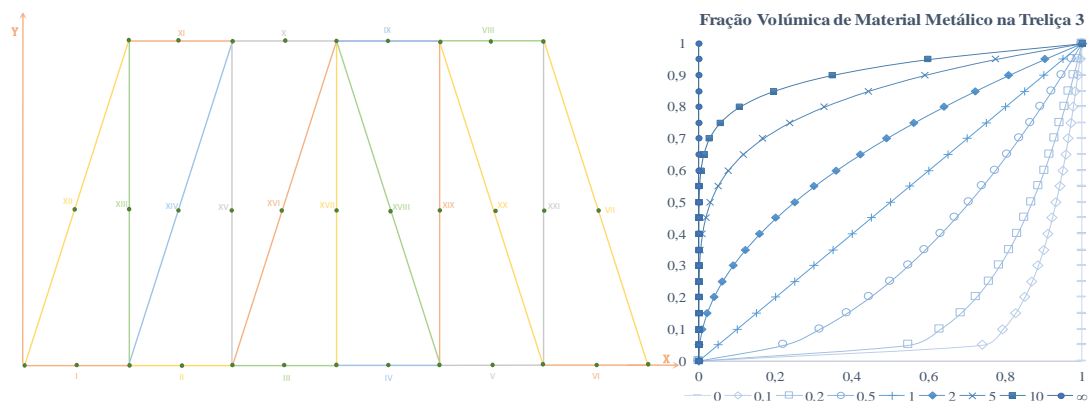 Y
XI
X
IX
VIII
XII
XIII
XIV
XV
XVI
XVII
XVIII
XIX
XX
XXI
VII
X
I
II
III
IV
V
VI
Fração Volúmica de Material Metálico na Treliça 3
1
0,9
0,8
0,7
0,6
0,5
0,4
0,3
0,2
0,1
0
0 0,2 0,4 0,6 0,8 1
0 0.1 0.2 0.5 1 2 5 10 ∞